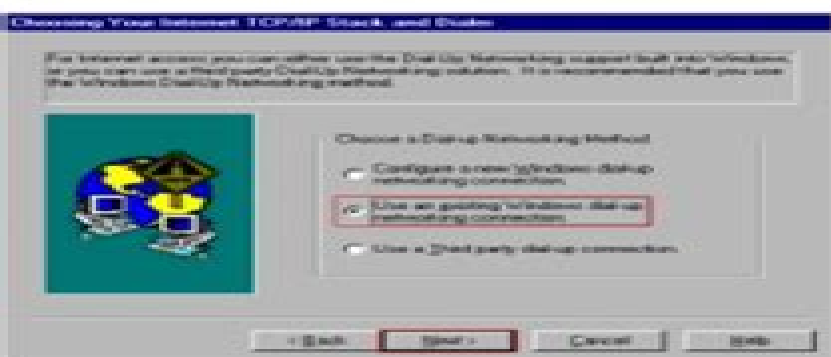 Choosing Your Internet TCP/IP Stack and Dialer
For Internet access you can either use the Dial-Up Networking support built into Windows,
or you can use a third party Dial-Up Networking solution. It is recommended that you use
the Windows Dial-Up Networking method.
Choose a Dial-up Networking Method
Configure a new Windows dial-up
networking connection.
Use an existing Windows dial-up
networking connection
Use a Third party dial-up connection
< Back
Next >
Cancel
Help